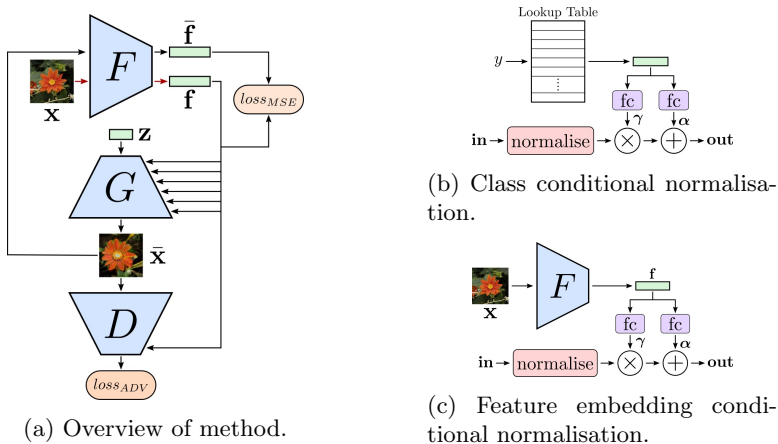 f̄
F
f
x
loss_MSE
z
G
x̄
D
loss_ADV
(a) Overview of method.
Lookup Table
y
fc
fc
γ
α
in
normalise
×
+
out
(b) Class conditional normalisa-
tion.
F
f
x
fc
fc
γ
α
in
normalise
×
+
out
(c) Feature embedding condi-
tional normalisation.